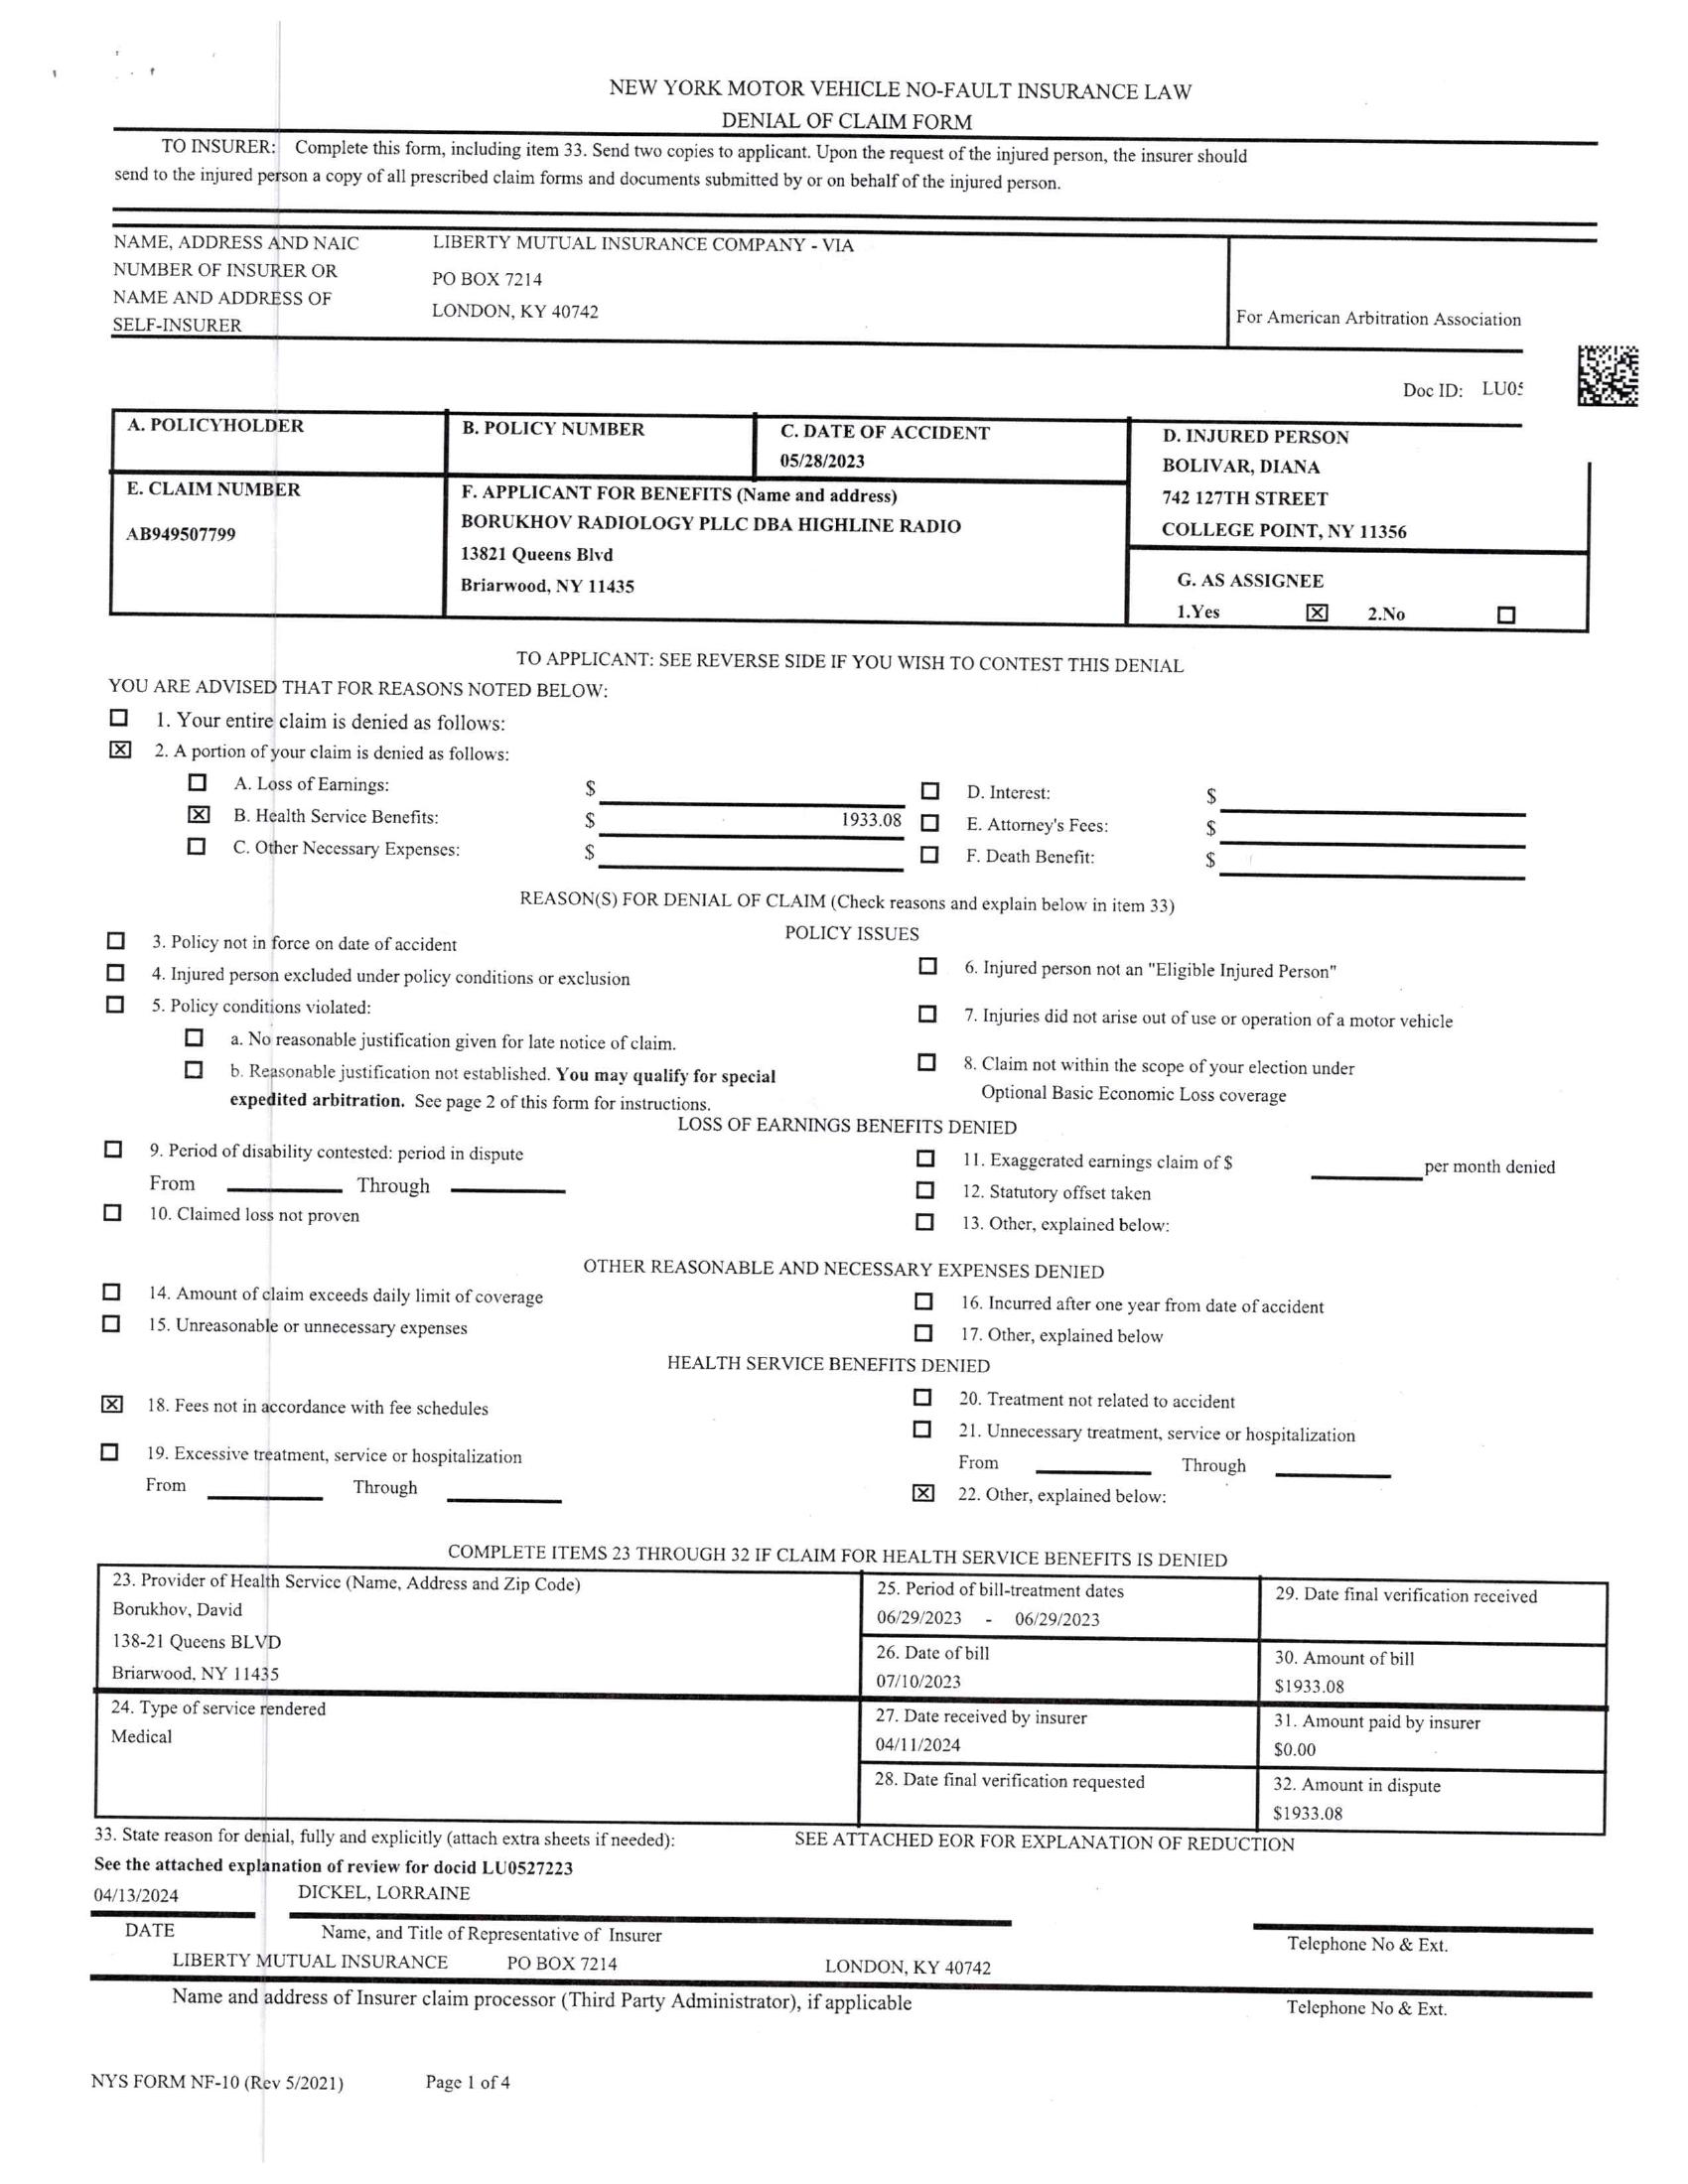 NEW YORK MOTOR VEHICLE NO-FAULT INSURANCE LAW
DENIAL OF CLAIM FORM
TO INSURER: Complete this form, including item 33. Send two copies to applicant. Upon the request of the injured person, the insurer should
send to the injured person a copy of all prescribed claim forms and documents submitted by or on behalf of the injured person.
NAME, ADDRESS AND NAIC
NUMBER OF INSURER OR
NAME AND ADDRESS OF
SELF-INSURER
LIBERTY MUTUAL INSURANCE COMPANY - VIA
PO BOX 7214
LONDON, KY 40742
For American Arbitration Association
Doc ID: LU05
A. POLICYHOLDER
B. POLICY NUMBER
C. DATE OF ACCIDENT
05/28/2023
D. INJURED PERSON
BOLIVAR, DIANA
742 127TH STREET
COLLEGE POINT, NY 11356
E. CLAIM NUMBER
AB949507799
F. APPLICANT FOR BENEFITS (Name and address)
BORUKHOV RADIOLOGY PLLC DBA HIGHLINE RADIO
13821 Queens Blvd
Briarwood, NY 11435
G. AS ASSIGNEE
1.Yes ☒ 2.No ☐
TO APPLICANT: SEE REVERSE SIDE IF YOU WISH TO CONTEST THIS DENIAL
YOU ARE ADVISED THAT FOR REASONS NOTED BELOW:
☐ 1. Your entire claim is denied as follows:
☒ 2. A portion of your claim is denied as follows:
☐ A. Loss of Earnings: $
☐ D. Interest: $
☒ B. Health Service Benefits: $ 1933.08
☐ E. Attorney's Fees: $
☐ C. Other Necessary Expenses: $
☐ F. Death Benefit: $
REASON(S) FOR DENIAL OF CLAIM (Check reasons and explain below in item 33)
POLICY ISSUES
☐ 3. Policy not in force on date of accident
☐ 4. Injured person excluded under policy conditions or exclusion
☐ 5. Policy conditions violated:
☐ a. No reasonable justification given for late notice of claim.
☐ b. Reasonable justification not established. You may qualify for special
expedited arbitration. See page 2 of this form for instructions.
☐ 6. Injured person not an "Eligible Injured Person"
☐ 7. Injuries did not arise out of use or operation of a motor vehicle
☐ 8. Claim not within the scope of your election under
Optional Basic Economic Loss coverage
LOSS OF EARNINGS BENEFITS DENIED
☐ 9. Period of disability contested: period in dispute
From Through
☐ 10. Claimed loss not proven
☐ 11. Exaggerated earnings claim of $ per month denied
☐ 12. Statutory offset taken
☐ 13. Other, explained below:
OTHER REASONABLE AND NECESSARY EXPENSES DENIED
☐ 14. Amount of claim exceeds daily limit of coverage
☐ 15. Unreasonable or unnecessary expenses
☐ 16. Incurred after one year from date of accident
☐ 17. Other, explained below
HEALTH SERVICE BENEFITS DENIED
☒ 18. Fees not in accordance with fee schedules
☐ 19. Excessive treatment, service or hospitalization
From Through
☐ 20. Treatment not related to accident
☐ 21. Unnecessary treatment, service or hospitalization
From Through
☒ 22. Other, explained below:
COMPLETE ITEMS 23 THROUGH 32 IF CLAIM FOR HEALTH SERVICE BENEFITS IS DENIED
23. Provider of Health Service (Name, Address and Zip Code)
Borukhov, David
138-21 Queens BLVD
Briarwood, NY 11435
24. Type of service rendered
Medical
25. Period of bill-treatment dates
06/29/2023 - 06/29/2023
26. Date of bill
07/10/2023
27. Date received by insurer
04/11/2024
28. Date final verification requested
29. Date final verification received
30. Amount of bill
$1933.08
31. Amount paid by insurer
$0.00
32. Amount in dispute
$1933.08
33. State reason for denial, fully and explicitly (attach extra sheets if needed): SEE ATTACHED EOR FOR EXPLANATION OF REDUCTION
See the attached explanation of review for docid LU0527223
04/13/2024 DICKEL, LORRAINE
DATE Name, and Title of Representative of Insurer Telephone No & Ext.
LIBERTY MUTUAL INSURANCE PO BOX 7214 LONDON, KY 40742
Name and address of Insurer claim processor (Third Party Administrator), if applicable Telephone No & Ext.
NYS FORM NF-10 (Rev 5/2021) Page 1 of 4